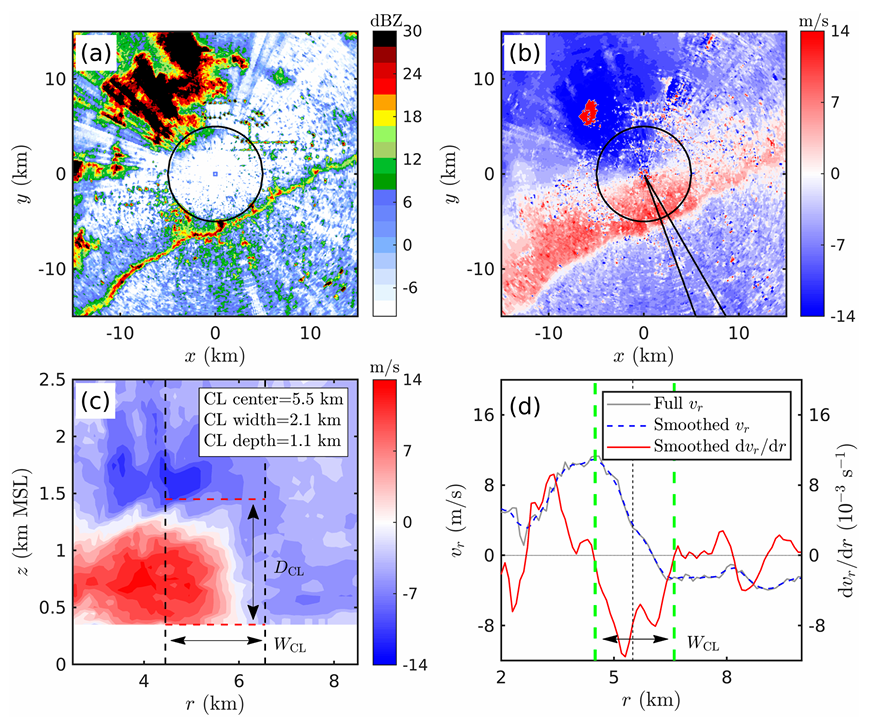 dBZ
(a)
30
24
18
12
6
0
-6
15
10
0
-10
y (km)
-10
0
10
x (km)
m/s
(b)
14
7
0
-7
-14
10
0
-10
y (km)
-10
0
10
x (km)
m/s
(c)
CL center=5.5 km
CL width=2.1 km
CL depth=1.1 km
2.5
2
1.5
1
0.5
0
z (km MSL)
D_CL
W_CL
4
6
8
r (km)
14
7
0
-7
-14
(d)
Full v_r
Smoothed v_r
Smoothed dv_r/dr
16
8
0
-8
v_r (m/s)
16
8
0
-8
dv_r/dr (10⁻³ s⁻¹)
W_CL
2
5
8
r (km)